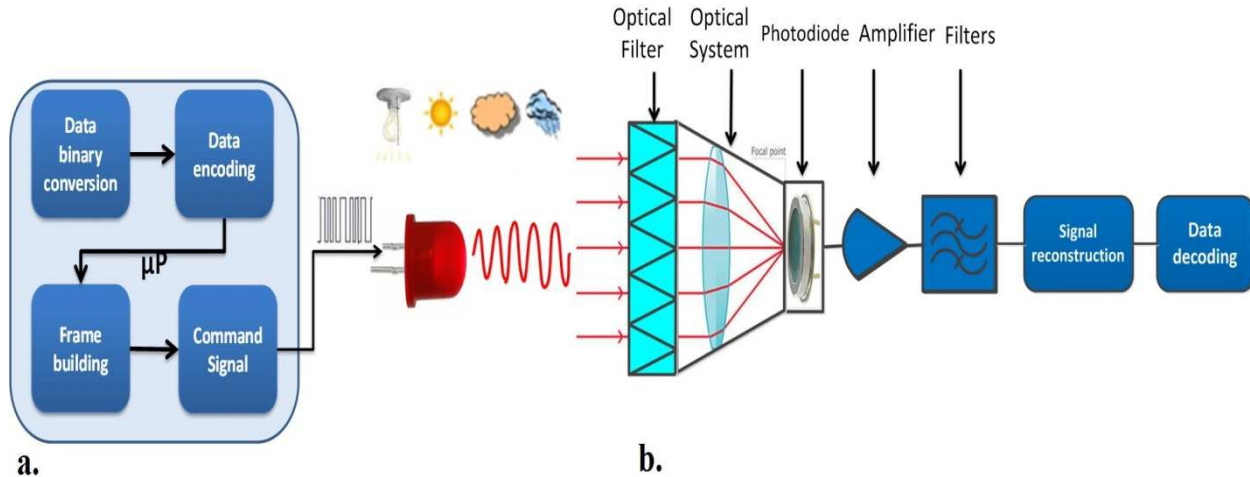 Data
binary
conversion
Data
encoding
μP
Frame
building
Command
Signal
a.
Optical
Filter
Optical
System
Photodiode
Amplifier
Filters
Focal point
Signal
reconstruction
Data
decoding
b.